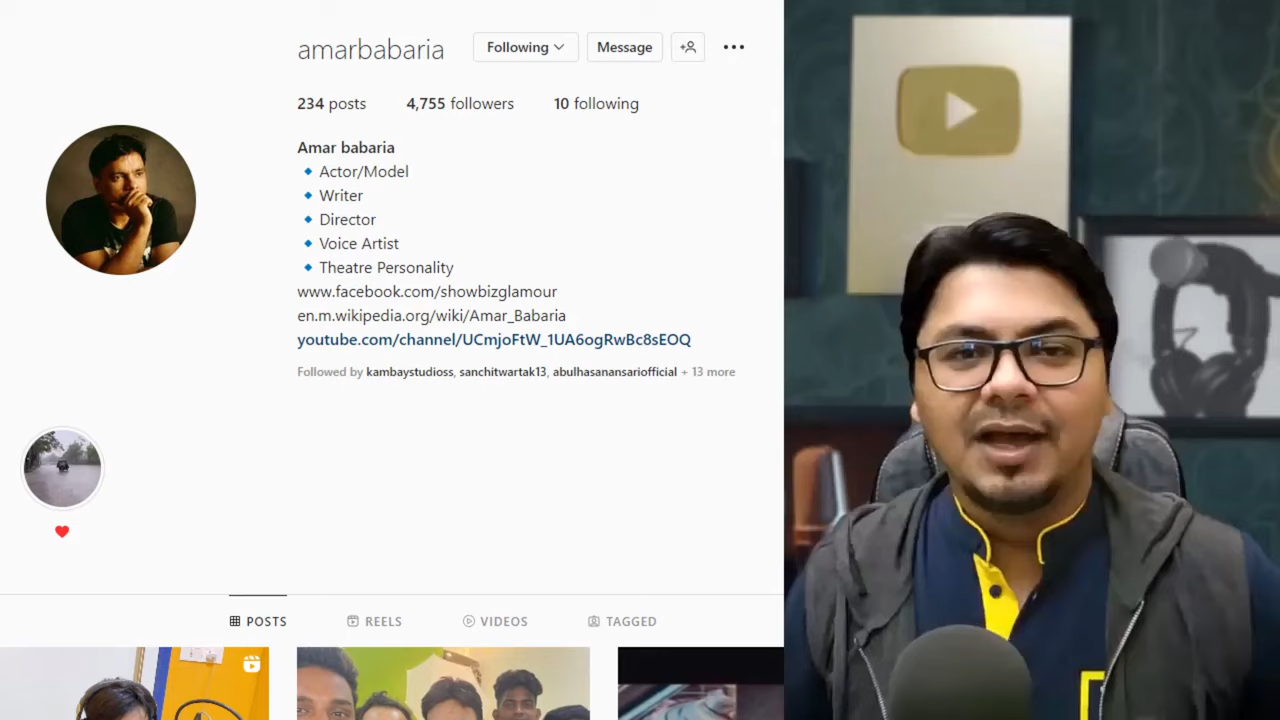 amarbabaria Following Message
234 posts 4,755 followers 10 following
Amar babaria
🔹 Actor/Model
🔹 Writer
🔹 Director
🔹 Voice Artist
🔹 Theatre Personality
www.facebook.com/showbizglamour
en.m.wikipedia.org/wiki/Amar_Babaria
youtube.com/channel/UCmjoFtW_1UA6ogRwBc8sEOQ
Followed by kambaystudioss, sanchitwartak13, abulhasanansariofficial + 13 more
❤
POSTS REELS VIDEOS TAGGED